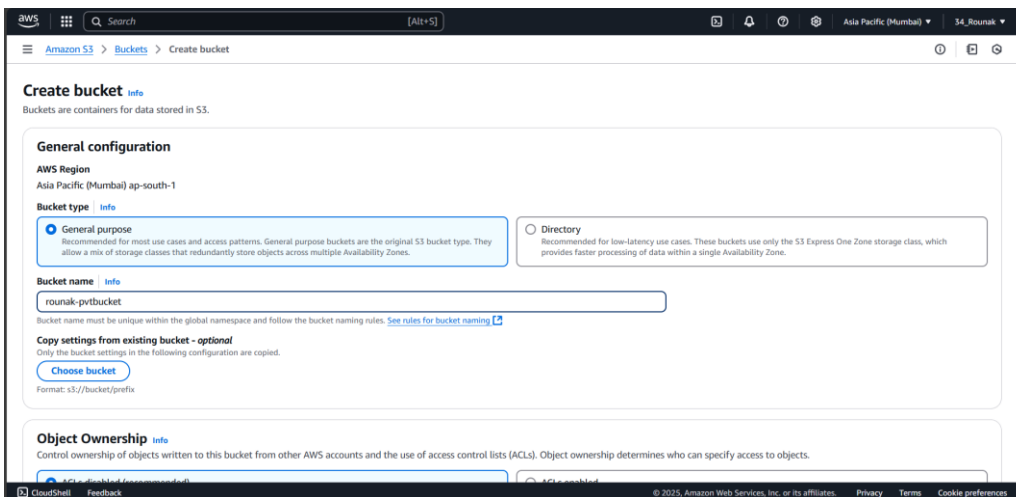 aws
Search [Alt+S]
Asia Pacific (Mumbai) 34_Rounak
Amazon S3 > Buckets > Create bucket
Create bucket Info
Buckets are containers for data stored in S3.
General configuration
AWS Region
Asia Pacific (Mumbai) ap-south-1
Bucket type Info
General purpose
Recommended for most use cases and access patterns. General purpose buckets are the original S3 bucket type. They
allow a mix of storage classes that redundantly store objects across multiple Availability Zones.
Directory
Recommended for low-latency use cases. These buckets use only the S3 Express One Zone storage class, which
provides faster processing of data within a single Availability Zone.
Bucket name Info
rounak-pvtbucket
Bucket name must be unique within the global namespace and follow the bucket naming rules. See rules for bucket naming
Copy settings from existing bucket - optional
Only the bucket settings in the following configuration are copied.
Choose bucket
Format: s3://bucket/prefix
Object Ownership Info
Control ownership of objects written to this bucket from other AWS accounts and the use of access control lists (ACLs). Object ownership determines who can specify access to objects.
ACLs disabled (recommended)
ACLs enabled
CloudShell Feedback © 2025, Amazon Web Services, Inc. or its affiliates. Privacy Terms Cookie preferences